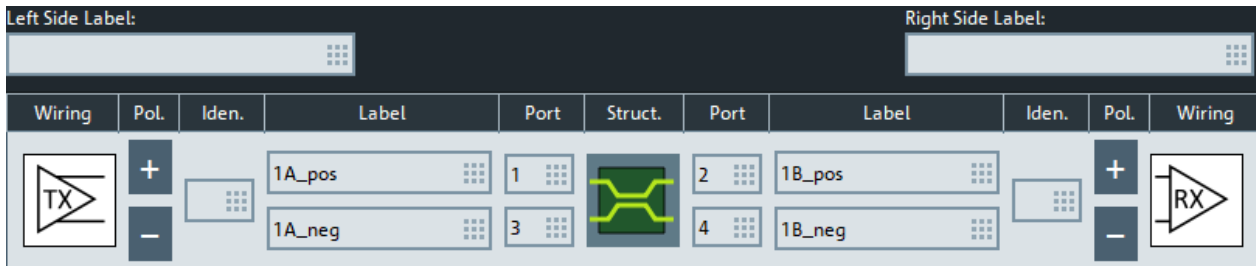 Left Side Label: Right Side Label:
Wiring Pol. Iden. Label Port Struct. Port Label Iden. Pol. Wiring
1A_pos 1 2 1B_pos
+ +
TX RX
1A_neg 3 4 1B_neg
− −